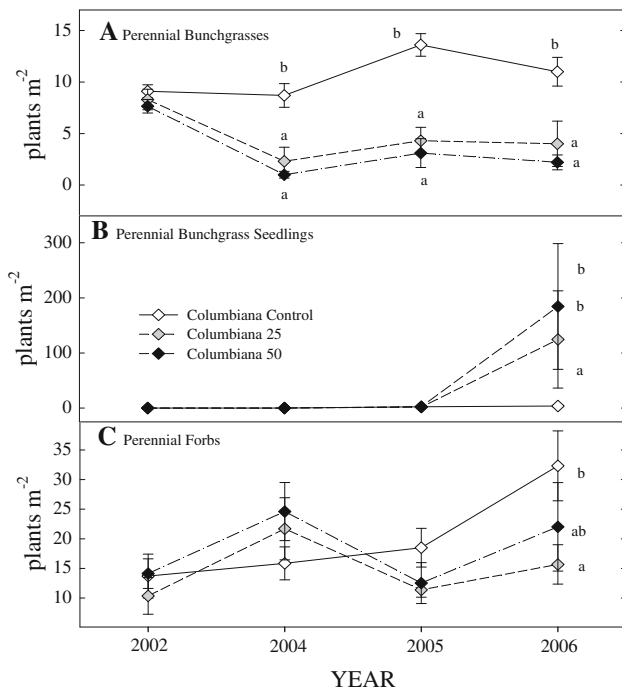 A Perennial Bunchgrasses
plants m-2
15
10
5
0
b
b
b
a
a
a
a
a
a
B Perennial Bunchgrass Seedlings
plants m-2
300
200
100
0
Columbiana Control
Columbiana 25
Columbiana 50
b
b
a
C Perennial Forbs
plants m-2
35
30
25
20
15
10
b
ab
a
2002 2004 2005 2006
YEAR